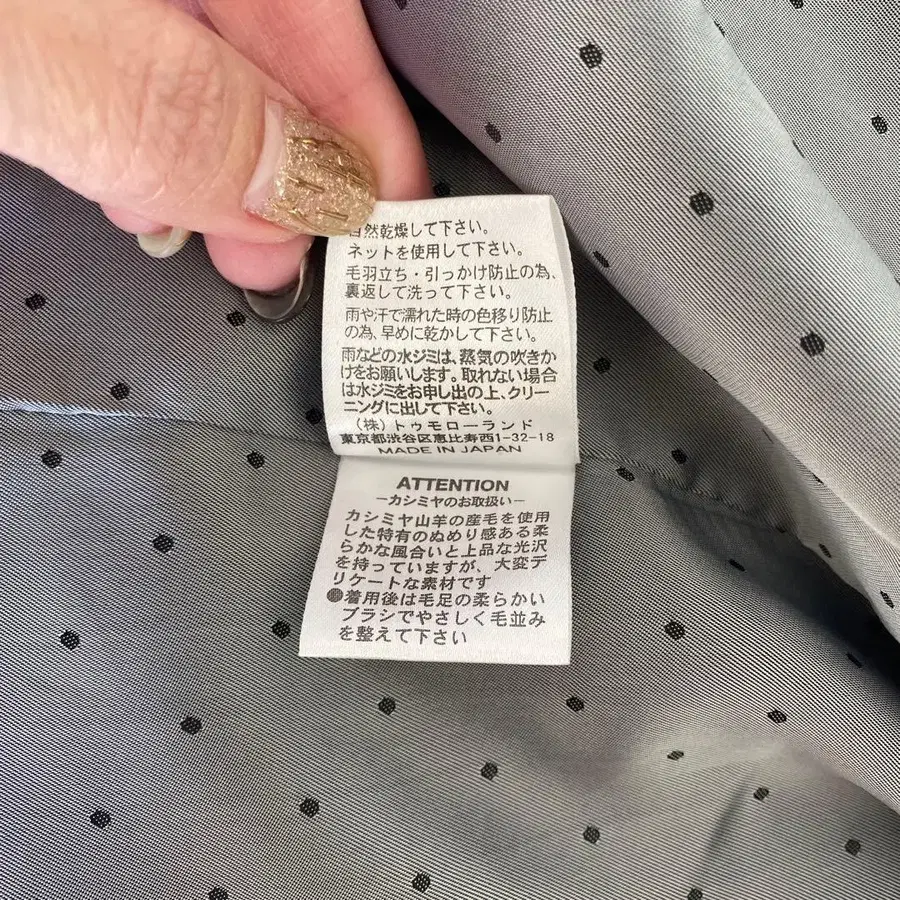 自然乾燥して下さい。
ネットを使用して下さい。
毛羽立ち・引っかけ防止の為、
裏返して洗って下さい。
雨や汗で濡れた時の色移り防止
の為、早めに乾かして下さい。
雨などの水ジミは、蒸気の吹きか
けをお願いします。取れない場合
は水ジミをお申し出の上、クリー
ニングに出して下さい。
(株)トゥモローランド
東京都渋谷区恵比寿西1-32-18
MADE IN JAPAN
ATTENTION
－カシミヤのお取扱い－
カシミヤ山羊の産毛を使用
した特有のぬめり感ある柔
らかな風合いと上品な光沢
を持っていますが、大変デ
リケートな素材です
●着用後は毛足の柔らかい
ブラシでやさしく毛並み
を整えて下さい